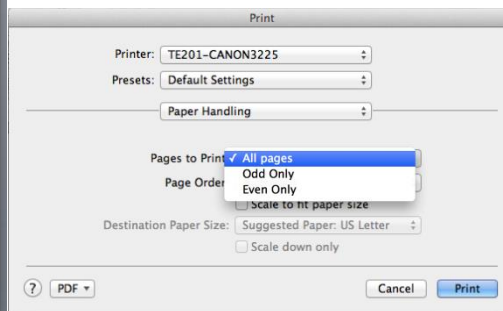 Print
Printer: TE201-CANON3225
Presets: Default Settings
Paper Handling
Pages to Print ✓ All pages
Odd Only
Page Order
Even Only
Scale to fit paper size
Destination Paper Size: Suggested Paper: US Letter
Scale down only
? PDF Cancel Print